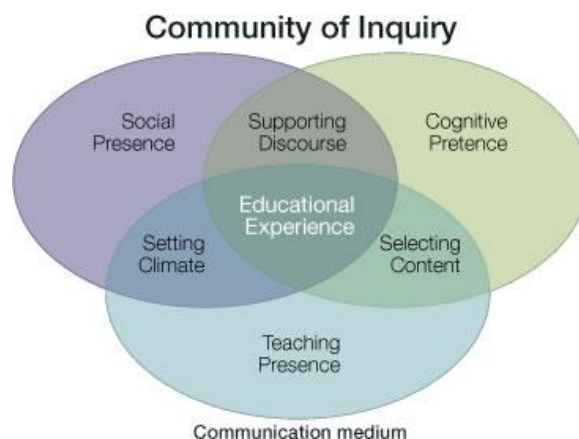 Community of Inquiry
Social
Presence
Supporting
Discourse
Cognitive
Pretence
Educational
Experience
Setting
Climate
Selecting
Content
Teaching
Presence
Communication medium